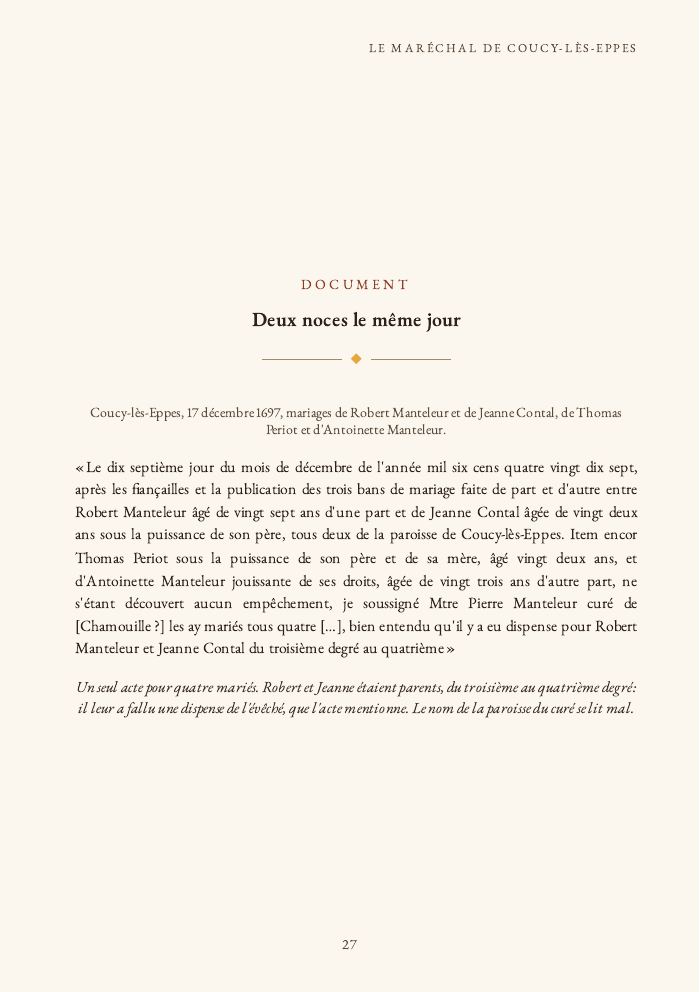 LE MARÉCHAL DE COUCY-LÈS-EPPES
DOCUMENT
Deux noces le même jour
Coucy-lès-Eppes, 17 décembre 1697, mariages de Robert Manteleur et de Jeanne Contal, de Thomas
Periot et d'Antoinette Manteleur.
« Le dix septième jour du mois de décembre de l'année mil six cens quatre vingt dix sept,
après les fiançailles et la publication des trois bans de mariage faite de part et d'autre entre
Robert Manteleur âgé de vingt sept ans d'une part et de Jeanne Contal âgée de vingt deux
ans sous la puissance de son père, tous deux de la paroisse de Coucy-lès-Eppes. Item encor
Thomas Periot sous la puissance de son père et de sa mère, âgé vingt deux ans, et
d'Antoinette Manteleur jouissante de ses droits, âgée de vingt trois ans d'autre part, ne
s'étant découvert aucun empêchement, je soussigné Mtre Pierre Manteleur curé de
[Chamouille ?] les ay mariés tous quatre [...], bien entendu qu'il y a eu dispense pour Robert
Manteleur et Jeanne Contal du troisième degré au quatrième »
Un seul acte pour quatre mariés. Robert et Jeanne étaient parents, du troisième au quatrième degré :
il leur a fallu une dispense de l'évêché, que l'acte mentionne. Le nom de la paroisse du curé se lit mal.
27